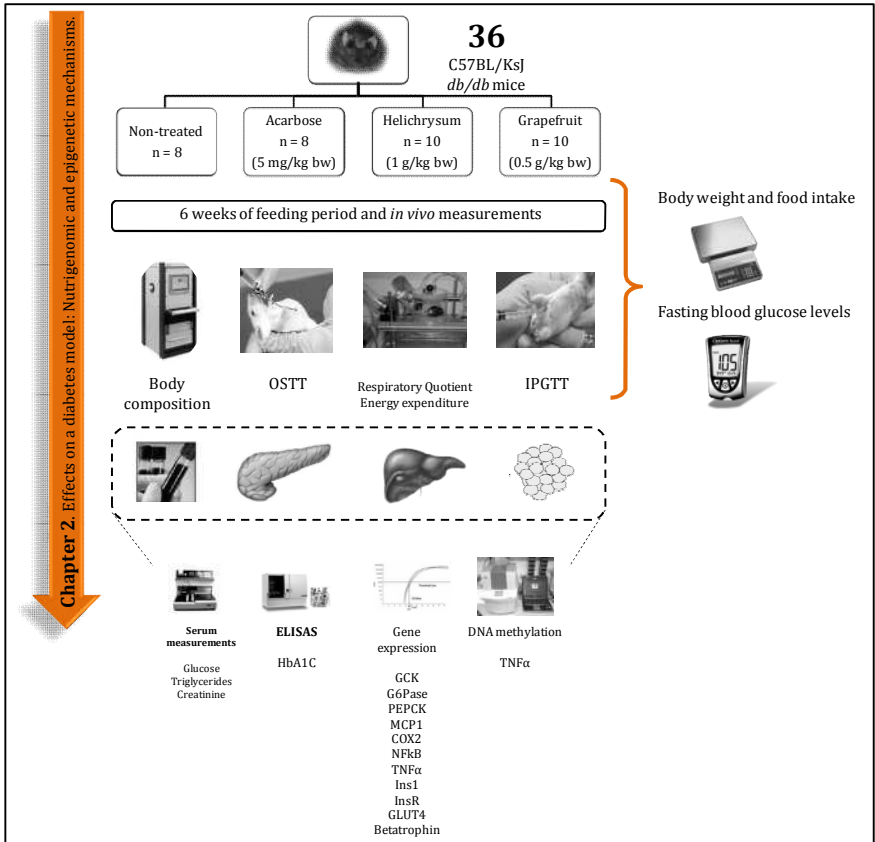 Chapter 2. Effects on a diabetes model: Nutrigenomic and epigenetic mechanisms.
36
C57BL/KsJ
db/db mice
Non-treated
n = 8
Acarbose
n = 8
(5 mg/kg bw)
Helichrysum
n = 10
(1 g/kg bw)
Grapefruit
n = 10
(0.5 g/kg bw)
6 weeks of feeding period and in vivo measurements
Body weight and food intake
Fasting blood glucose levels
105
Body
composition
OSTT
Respiratory Quotient
Energy expenditure
IPGTT
Serum
measurements
Glucose
Triglycerides
Creatinine
ELISAS
HbA1C
Gene
expression
GCK
G6Pase
PEPCK
MCP1
COX2
NFkB
TNFα
Ins1
InsR
GLUT4
Betatrophin
DNA methylation
TNFα